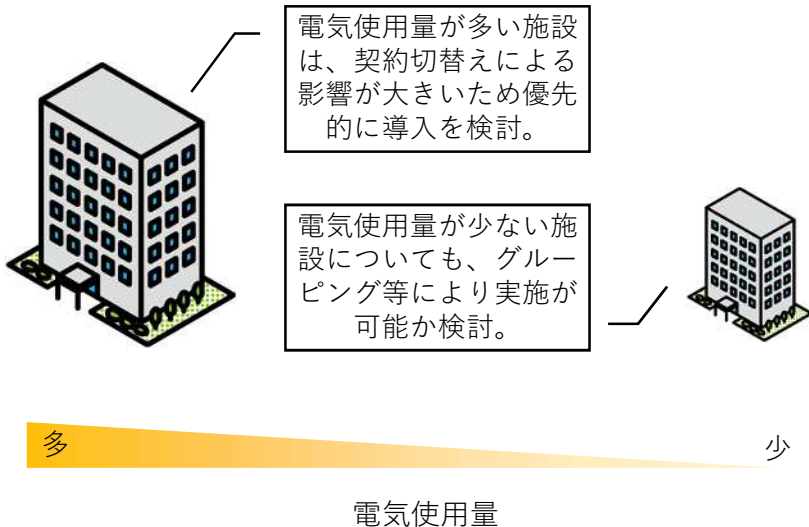 電気使用量が多い施設
は、契約切替えによる
影響が大きいため優先
的に導入を検討。
電気使用量が少ない施
設についても、グルー
ピング等により実施が
可能か検討。
多
少
電気使用量